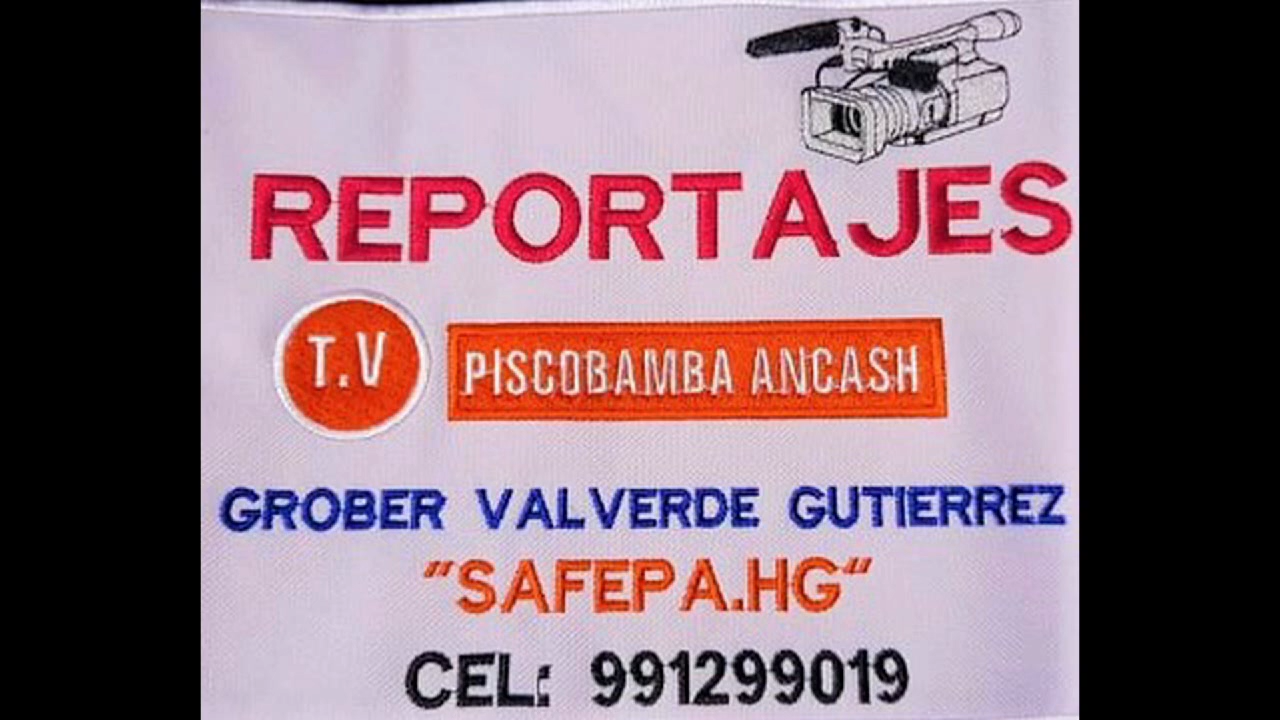 REPORTAJES
T.V PISCOBAMBA ANCASH
GROBER VALVERDE GUTIERREZ
"SAFEPA.HG"
CEL: 991299019